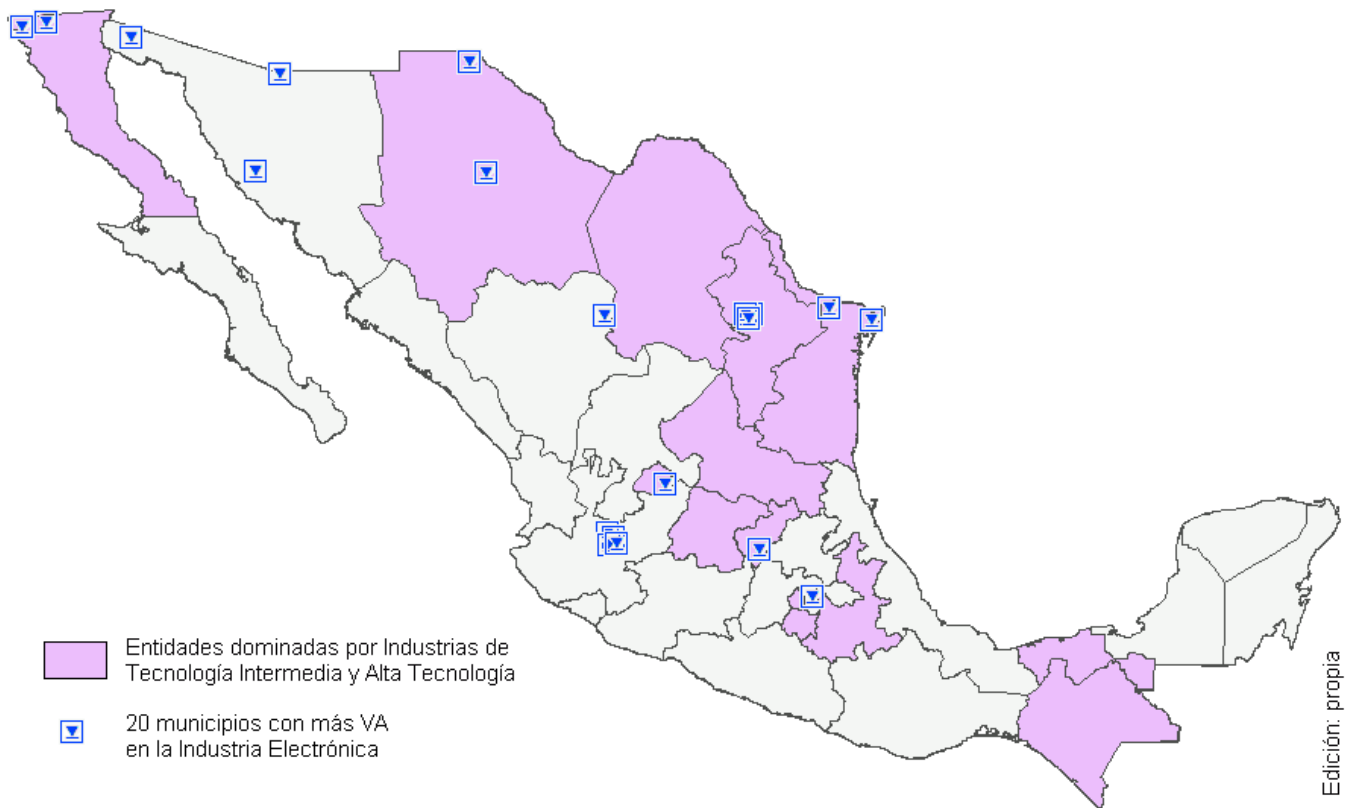 Entidades dominadas por Industrias de
Tecnología Intermedia y Alta Tecnología
20 municipios con más VA
en la Industria Electrónica
Edición: propia